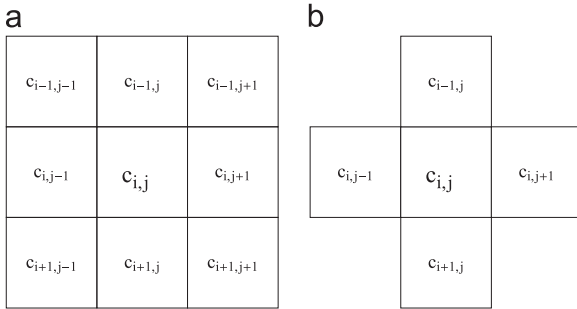 a
b
c_{i-1,j-1} c_{i-1,j} c_{i-1,j+1}
c_{i,j-1} c_{i,j} c_{i,j+1}
c_{i+1,j-1} c_{i+1,j} c_{i+1,j+1}
c_{i-1,j}
c_{i,j-1} c_{i,j} c_{i,j+1}
c_{i+1,j}